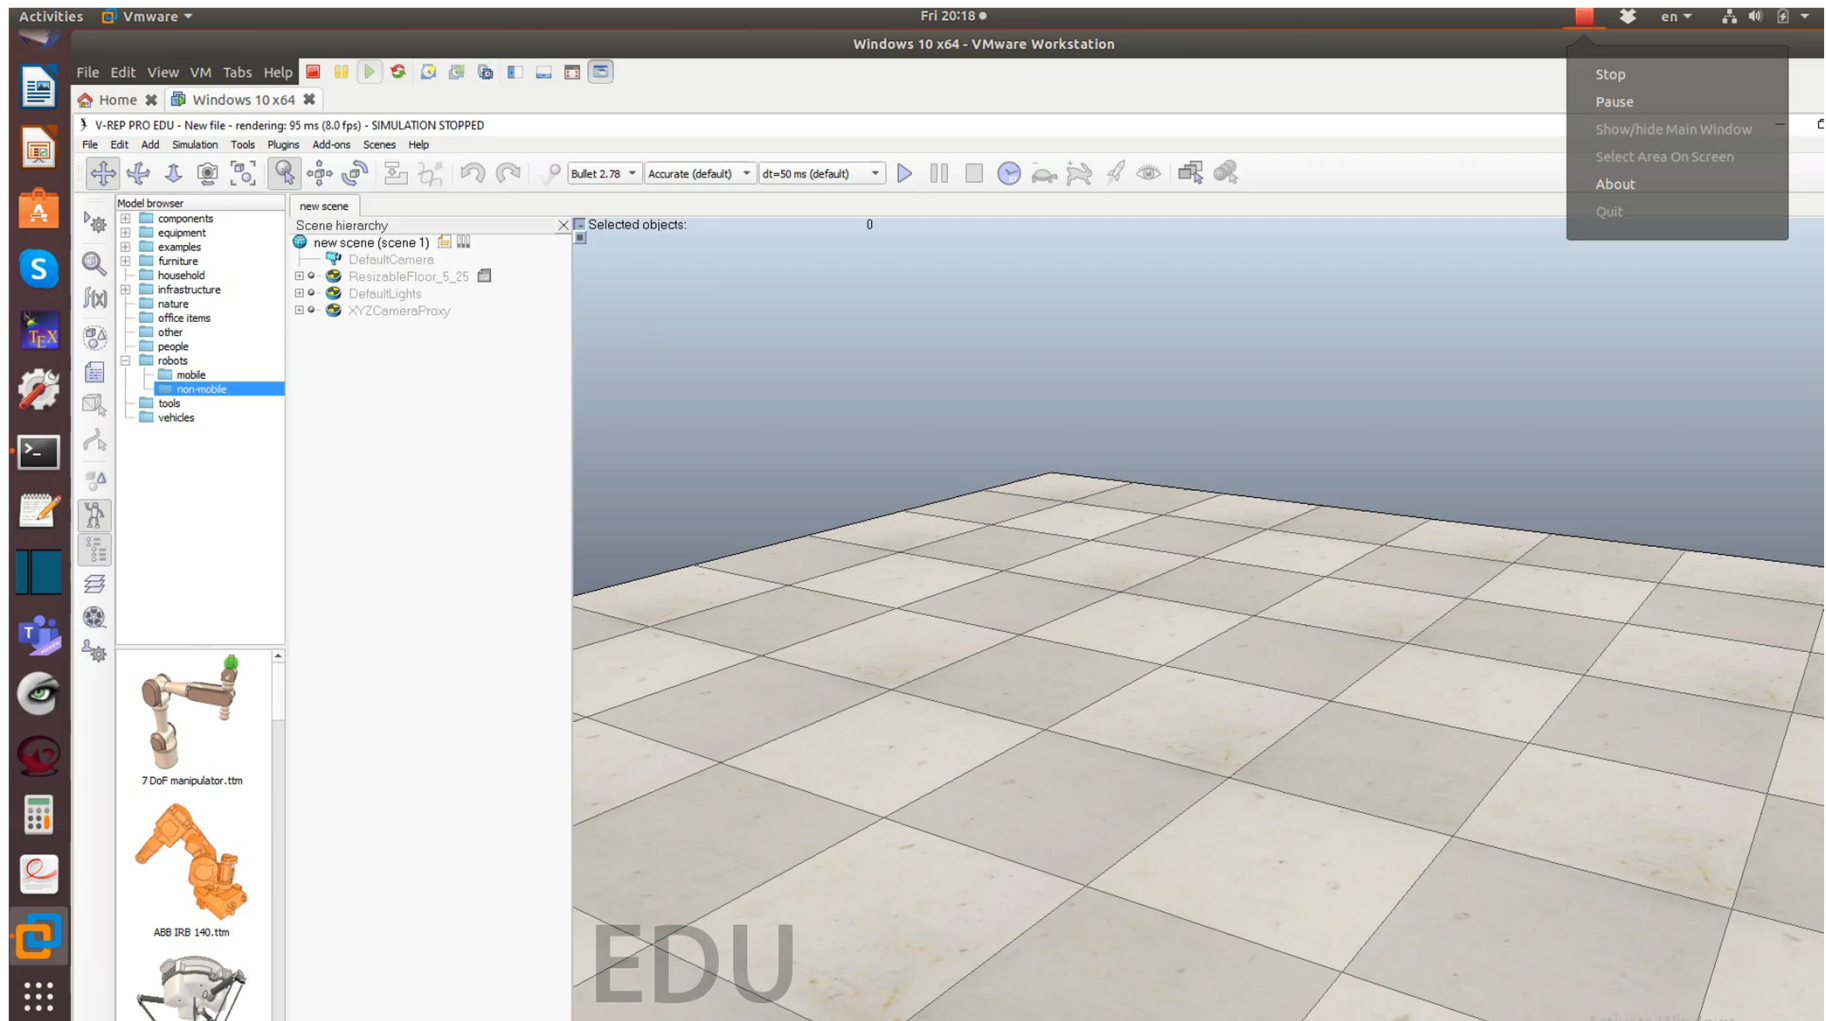 Activities Vmware Fri 20:18 en
Windows 10 x64 - VMware Workstation
File Edit View VM Tabs Help
Home Windows 10 x64
V-REP PRO EDU - New file - rendering: 95 ms (8.0 fps) - SIMULATION STOPPED
File Edit Add Simulation Tools Plugins Add-ons Scenes Help
Bullet 2.78 Accurate (default) dt=50 ms (default)
Stop
Pause
Show/hide Main Window
Select Area On Screen
About
Quit
Model browser
components
equipment
examples
furniture
household
infrastructure
nature
office items
other
people
robots
mobile
non-mobile
tools
vehicles
new scene
Scene hierarchy
new scene (scene 1)
DefaultCamera
ResizableFloor_5_25
DefaultLights
XYZCameraProxy
Selected objects: 0
f(x)
S
TEX
T
7 DoF manipulator.ttm
ABB IRB 140.ttm
EDU